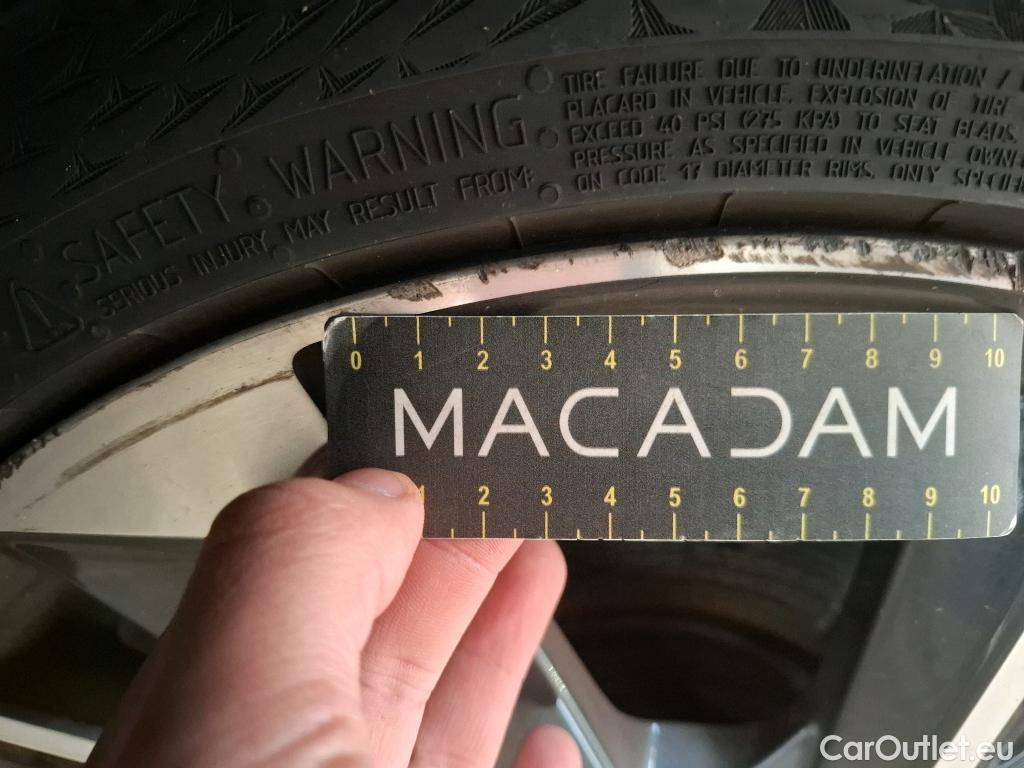 SAFETY WARNING
SERIOUS INJURY MAY RESULT FROM:
TIRE FAILURE DUE TO UNDERINFLATION /
PLACARD IN VEHICLE. EXPLOSION OF TIRE
EXCEED 40 PSI (275 KPA) TO SEAT BEADS.
PRESSURE AS SPECIFIED IN VEHICLE
ON CODE 17 DIAMETER RIMS. ONLY
0 1 2 3 4 5 6 7 8 9 10
MACADAM
1 2 3 4 5 6 7 8 9 10
CarOutlet.eu